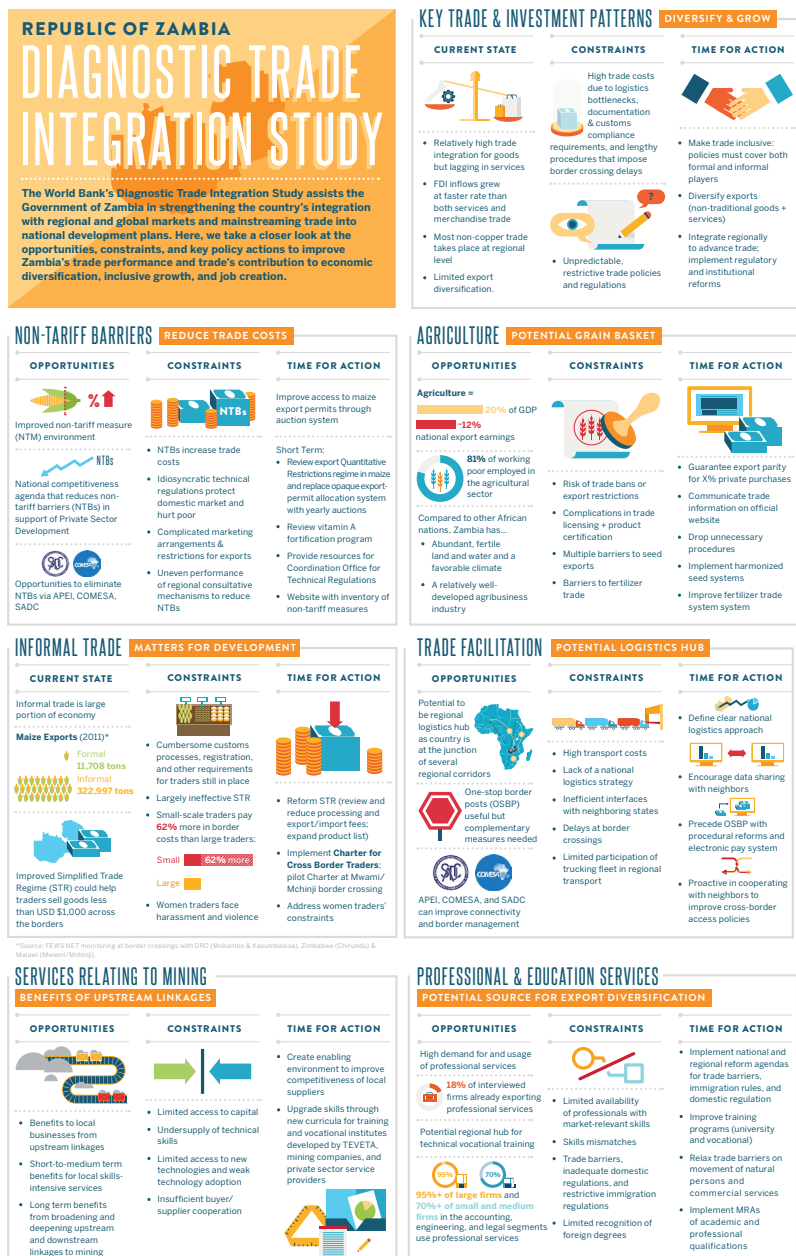 REPUBLIC OF ZAMBIA
DIAGNOSTIC TRADE
INTEGRATION STUDY
The World Bank's Diagnostic Trade Integration Study assists the
Government of Zambia in strengthening the country's integration
with regional and global markets and mainstreaming trade into
national development plans. Here, we take a closer look at the
opportunities, constraints, and key policy actions to improve
Zambia's trade performance and trade's contribution to economic
diversification, inclusive growth, and job creation.
KEY TRADE & INVESTMENT PATTERNS DIVERSIFY & GROW
CURRENT STATE
• Relatively high trade
integration for goods
but lagging in services
• FDI inflows grew
at faster rate than
both services and
merchandise trade
• Most non-copper trade
takes place at regional
level
• Limited export
diversification.
CONSTRAINTS
High trade costs
due to logistics
bottlenecks,
documentation
& customs
compliance
requirements, and lengthy
procedures that impose
border crossing delays
?
• Unpredictable,
restrictive trade policies
and regulations
TIME FOR ACTION
• Make trade inclusive:
policies must cover both
formal and informal
players
• Diversify exports
(non-traditional goods +
services)
• Integrate regionally
to advance trade;
implement regulatory
and institutional
reforms
NON-TARIFF BARRIERS REDUCE TRADE COSTS
OPPORTUNITIES
%
Improved non-tariff measure
(NTM) environment
NTBs
National competitiveness
agenda that reduces non-
tariff barriers (NTBs) in
support of Private Sector
Development
SADC COMESA
Opportunities to eliminate
NTBs via APEI, COMESA,
SADC
CONSTRAINTS
NTBs
• NTBs increase trade
costs
• Idiosyncratic technical
regulations protect
domestic market and
hurt poor
• Complicated marketing
arrangements &
restrictions for exports
• Uneven performance
of regional consultative
mechanisms to reduce
NTBs
TIME FOR ACTION
Improve access to maize
export permits through
auction system
Short Term:
• Review export Quantitative
Restrictions regime in maize
and replace opaque export-
permit allocation system
with yearly auctions
• Review vitamin A
fortification program
• Provide resources for
Coordination Office for
Technical Regulations
• Website with inventory of
non-tariff measures
AGRICULTURE POTENTIAL GRAIN BASKET
OPPORTUNITIES
Agriculture =
20% of GDP
~12%
national export earnings
81% of working
poor employed in
the agricultural
sector
Compared to other African
nations, Zambia has...
• Abundant, fertile
land and water and a
favorable climate
• A relatively well-
developed agribusiness
industry
CONSTRAINTS
• Risk of trade bans or
export restrictions
• Complications in trade
licensing + product
certification
• Multiple barriers to seed
exports
• Barriers to fertilizer
trade
TIME FOR ACTION
• Guarantee export parity
for X% private purchases
• Communicate trade
information on official
website
• Drop unnecessary
procedures
• Implement harmonized
seed systems
• Improve fertilizer trade
system system
INFORMAL TRADE MATTERS FOR DEVELOPMENT
CURRENT STATE
Informal trade is large
portion of economy
Maize Exports (2011)*
Formal
11,708 tons
Informal
322,997 tons
Improved Simplified Trade
Regime (STR) could help
traders sell goods less
than USD $1,000 across
the borders
CONSTRAINTS
• Cumbersome customs
processes, registration,
and other requirements
for traders still in place
• Largely ineffective STR
• Small-scale traders pay
62% more in border
costs than large traders:
Small 62% more
Large
• Women traders face
harassment and violence
TIME FOR ACTION
• Reform STR (review and
reduce processing and
export/import fees;
expand product list)
• Implement Charter for
Cross Border Traders;
pilot Charter at Mwami/
Mchinji border crossing
• Address women traders'
constraints
*Source: FEWS NET monitoring at border crossings with DRC (Mokambo & Kasumbalesa), Zimbabwe (Chirundu) &
Malawi (Mwami/Mchinji).
TRADE FACILITATION POTENTIAL LOGISTICS HUB
OPPORTUNITIES
Potential to
be regional
logistics hub
as country is
at the junction
of several
regional corridors
One-stop border
posts (OSBP)
useful but
complementary
measures needed
SADC COMESA
APEI, COMESA, and SADC
can improve connectivity
and border management
CONSTRAINTS
• High transport costs
• Lack of a national
logistics strategy
• Inefficient interfaces
with neighboring states
• Delays at border
crossings
• Limited participation of
trucking fleet in regional
transport
TIME FOR ACTION
• Define clear national
logistics approach
• Encourage data sharing
with neighbors
• Precede OSBP with
procedural reforms and
electronic pay system
• Proactive in cooperating
with neighbors to
improve cross-border
access policies
SERVICES RELATING TO MINING
BENEFITS OF UPSTREAM LINKAGES
OPPORTUNITIES
• Benefits to local
businesses from
upstream linkages
• Short-to-medium term
benefits for local skills-
intensive services
• Long term benefits
from broadening and
deepening upstream
and downstream
linkages to mining
CONSTRAINTS
• Limited access to capital
• Undersupply of technical
skills
• Limited access to new
technologies and weak
technology adoption
• Insufficient buyer/
supplier cooperation
TIME FOR ACTION
• Create enabling
environment to improve
competitiveness of local
suppliers
• Upgrade skills through
new curricula for training
and vocational institutes
developed by TEVETA,
mining companies, and
private sector service
providers
PROFESSIONAL & EDUCATION SERVICES
POTENTIAL SOURCE FOR EXPORT DIVERSIFICATION
OPPORTUNITIES
High demand for and usage
of professional services
18% of interviewed
firms already exporting
professional services
Potential regional hub for
technical vocational training
95% 70%
95%+ of large firms and
70%+ of small and medium
firms in the accounting,
engineering, and legal segments
use professional services
CONSTRAINTS
• Limited availability
of professionals with
market-relevant skills
• Skills mismatches
• Trade barriers,
inadequate domestic
regulations, and
restrictive immigration
regulations
• Limited recognition of
foreign degrees
TIME FOR ACTION
• Implement national and
regional reform agendas
for trade barriers,
immigration rules, and
domestic regulation
• Improve training
programs (university
and vocational)
• Relax trade barriers on
movement of natural
persons and
commercial services
• Implement MRAs
of academic and
professional
qualifications